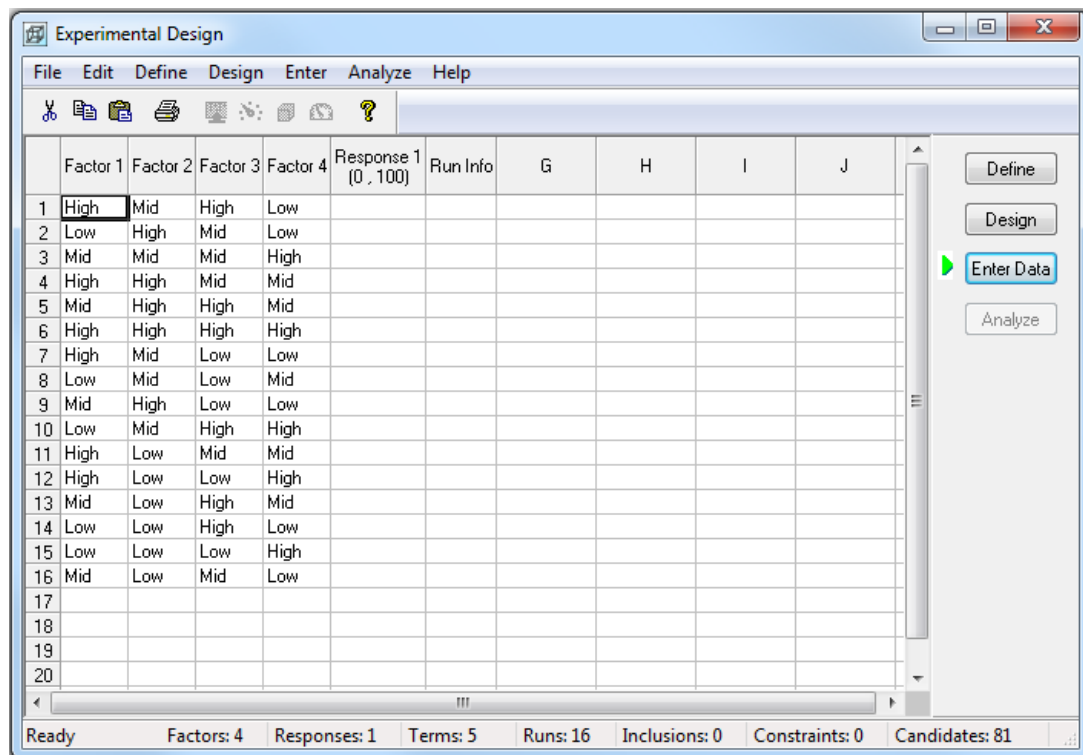 Experimental Design
File Edit Define Design Enter Analyze Help
Factor 1 Factor 2 Factor 3 Factor 4 Response 1 (0 , 100) Run Info G H I J
1 High Mid High Low
2 Low High Mid Low
3 Mid Mid Mid High
4 High High Mid Mid
5 Mid High High Mid
6 High High High High
7 High Mid Low Low
8 Low Mid Low Mid
9 Mid High Low Low
10 Low Mid High High
11 High Low Mid Mid
12 High Low Low High
13 Mid Low High Mid
14 Low Low High Low
15 Low Low Low High
16 Mid Low Mid Low
17
18
19
20
Define
Design
Enter Data
Analyze
Ready Factors: 4 Responses: 1 Terms: 5 Runs: 16 Inclusions: 0 Constraints: 0 Candidates: 81